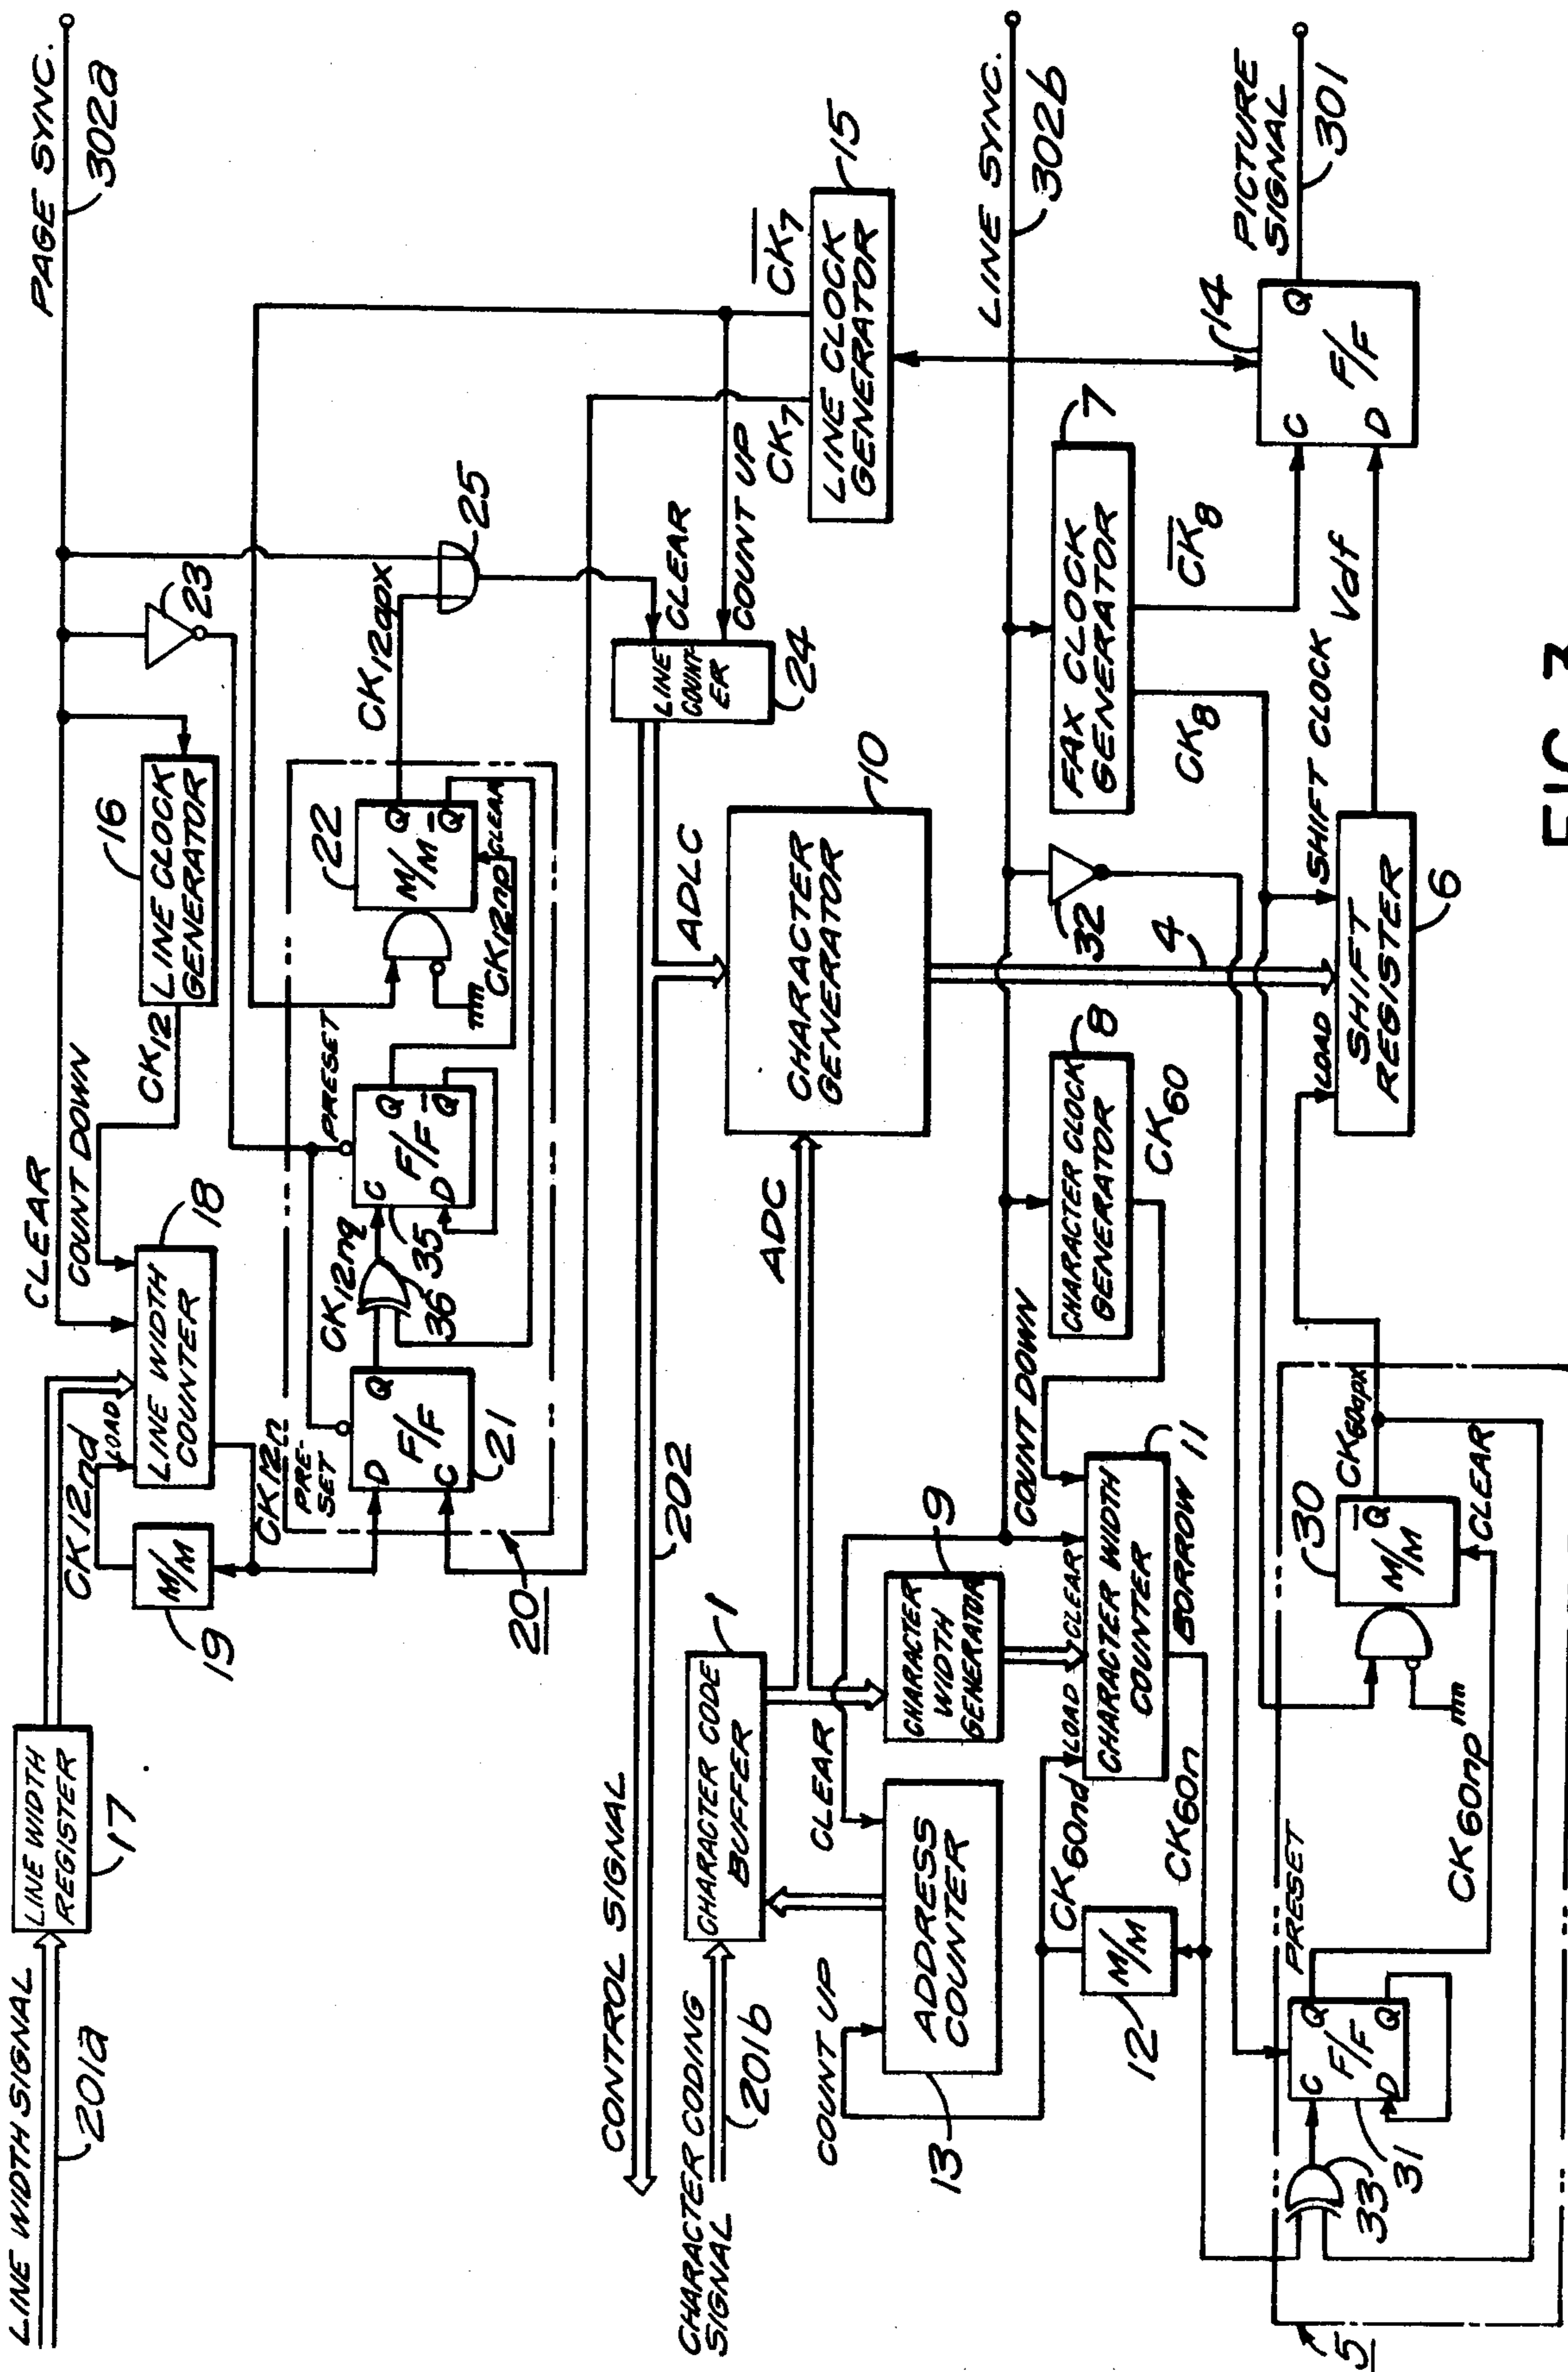 LINE WIDTH SIGNAL
201a
LINE WIDTH
REGISTER
17
CK12nd
LOAD
CLEAR
COUNT DOWN
LINE WIDTH
COUNTER
18
M/M
19
CK12n
CK12
16
LINE CLOCK
GENERATOR
23
PAGE SYNC.
302a
PRE-
SET
D F/F Q
C
21
20
CK12nq
36
35
PRESET
C F/F Q
D Q
22
M/M Q
Q
CLEAR
CK12np
CK12apx
25
CLEAR
COUNT UP
LINE
COUNT-
ER
24
CK7
CK7
LINE CLOCK
GENERATOR
15
CONTROL SIGNAL
202
ADLC
CHARACTER CODING
SIGNAL
201b
CHARACTER CODE
BUFFER
1
ADC
CHARACTER
GENERATOR
10
CLEAR
COUNT UP
ADDRESS
COUNTER
13
CHARACTER
WIDTH
GENERATOR
9
COUNT DOWN
CHARACTER CLOCK
GENERATOR
8
CK60
LOAD
CLEAR
CHARACTER WIDTH
COUNTER
11
BORROW
CK60nd
CK60n
M/M
12
32
4
LINE SYNC.
302b
FAX CLOCK
GENERATOR
7
CK8
CK8
SHIFT CLOCK
LOAD
SHIFT
REGISTER
6
Vdf
14
C Q
F/F
D
PICTURE
SIGNAL
301
PRESET
C Q
F/F
D Q
33
31
5
CK60np
30
M/M Q
CK60apx
CLEAR